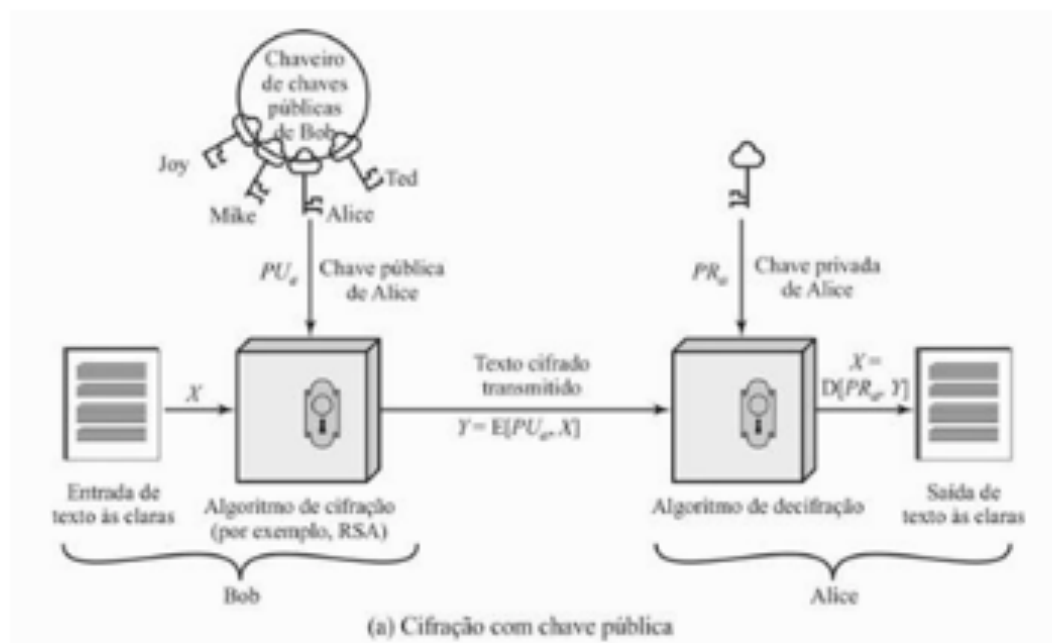 Chaveiro
de chaves
públicas
de Bob
Joy
Mike
Alice
Ted
PUa
Chave pública
de Alice
PRa
Chave privada
de Alice
X
Texto cifrado
transmitido
Y = E[PUa, X]
X =
D[PRa, Y]
Entrada de
texto às claras
Algoritmo de cifração
(por exemplo, RSA)
Algoritmo de decifração
Saída de
texto às claras
Bob
Alice
(a) Cifração com chave pública